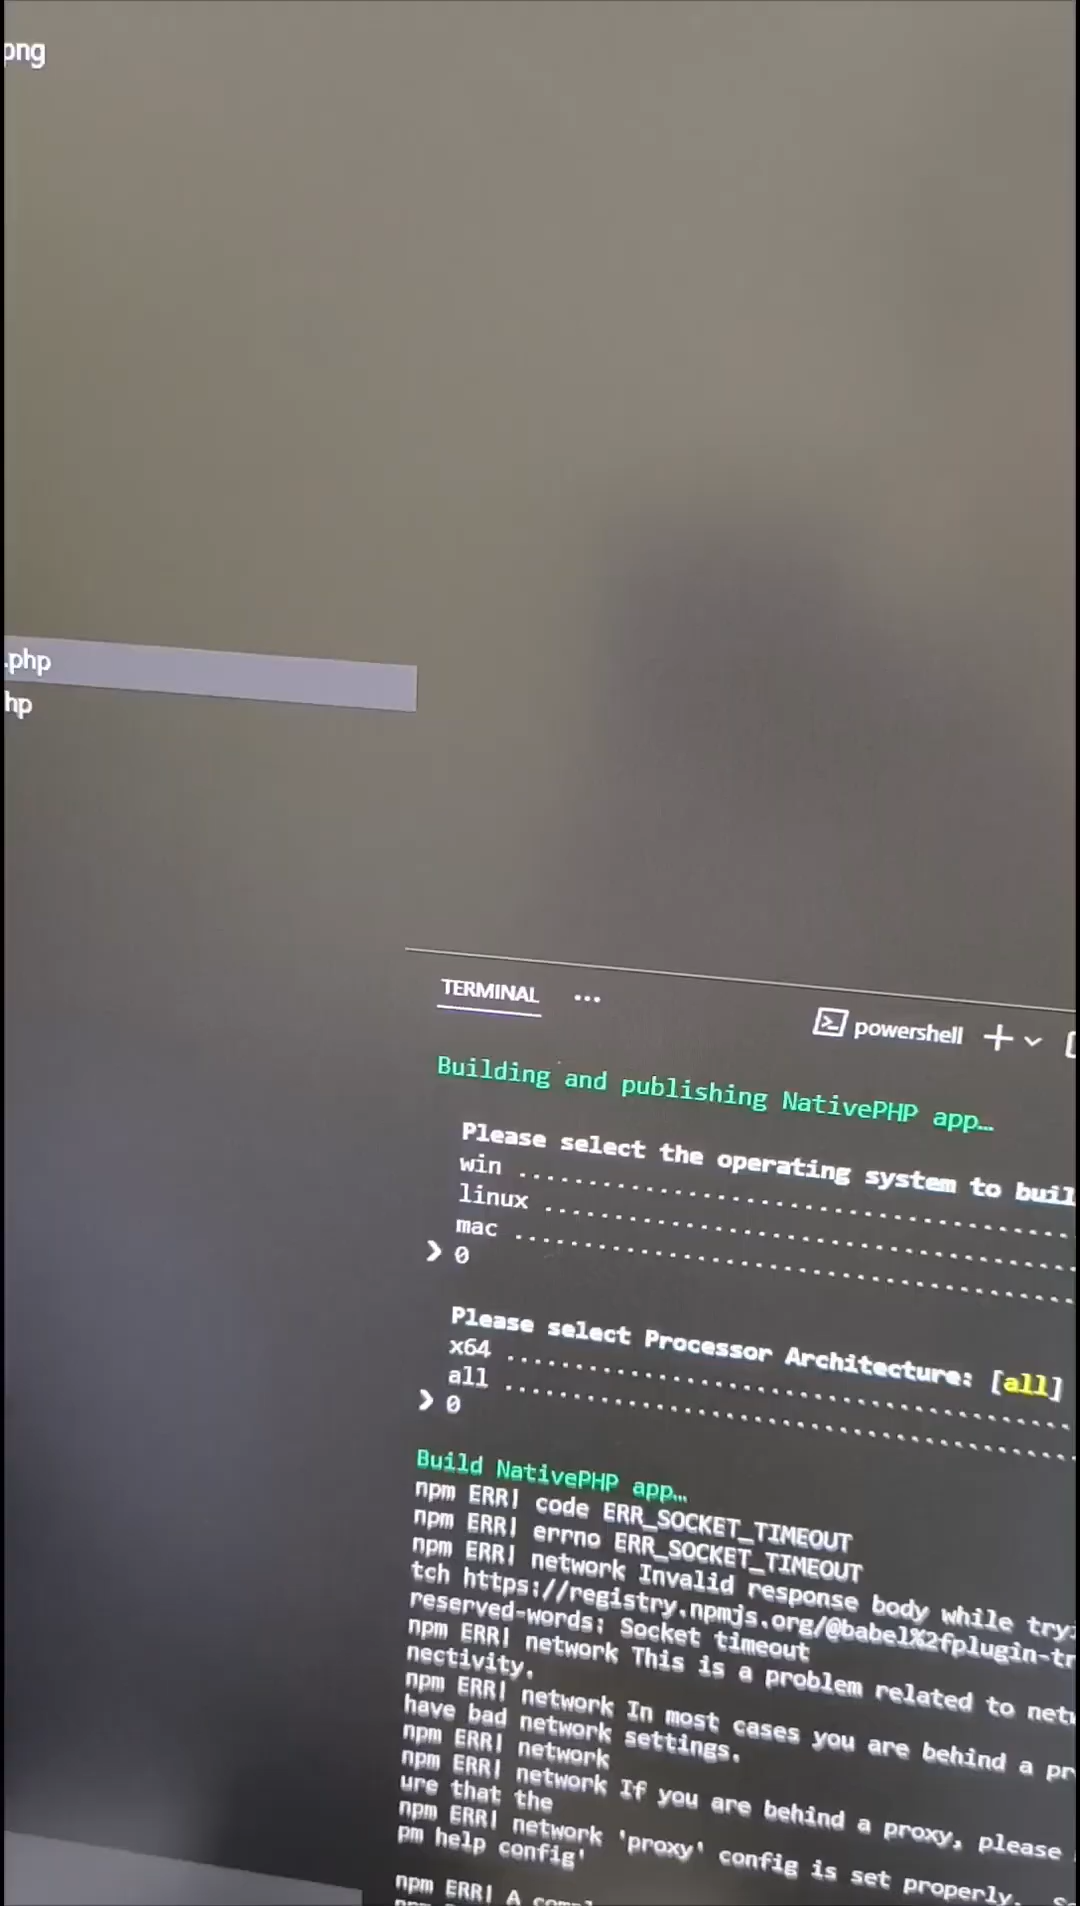 png
.php
hp
TERMINAL ...
powershell
Building and publishing NativePHP app…
Please select the operating system to buil
win ........................................
linux ......................................
mac ........................................
❯ 0
Please select Processor Architecture: [all]
x64 ........................................
all ........................................
❯ 0
Build NativePHP app…
npm ERR! code ERR_SOCKET_TIMEOUT
npm ERR! errno ERR_SOCKET_TIMEOUT
npm ERR! network Invalid response body while tryi
tch https://registry.npmjs.org/@babel%2fplugin-tr
reserved-words: Socket timeout
npm ERR! network This is a problem related to netw
nectivity.
npm ERR! network In most cases you are behind a pr
have bad network settings.
npm ERR! network
npm ERR! network If you are behind a proxy, please
ure that the
npm ERR! network 'proxy' config is set properly.
pm help config'
npm ERR! A